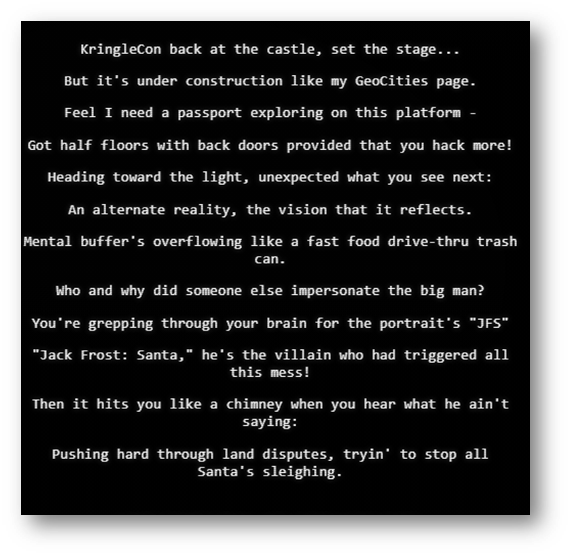 KringleCon back at the castle, set the stage...
But it's under construction like my GeoCities page.
Feel I need a passport exploring on this platform -
Got half floors with back doors provided that you hack more!
Heading toward the light, unexpected what you see next:
An alternate reality, the vision that it reflects.
Mental buffer's overflowing like a fast food drive-thru trash
can.
Who and why did someone else impersonate the big man?
You're grepping through your brain for the portrait's "JFS"
"Jack Frost: Santa," he's the villain who had triggered all
this mess!
Then it hits you like a chimney when you hear what he ain't
saying:
Pushing hard through land disputes, tryin' to stop all
Santa's sleighing.